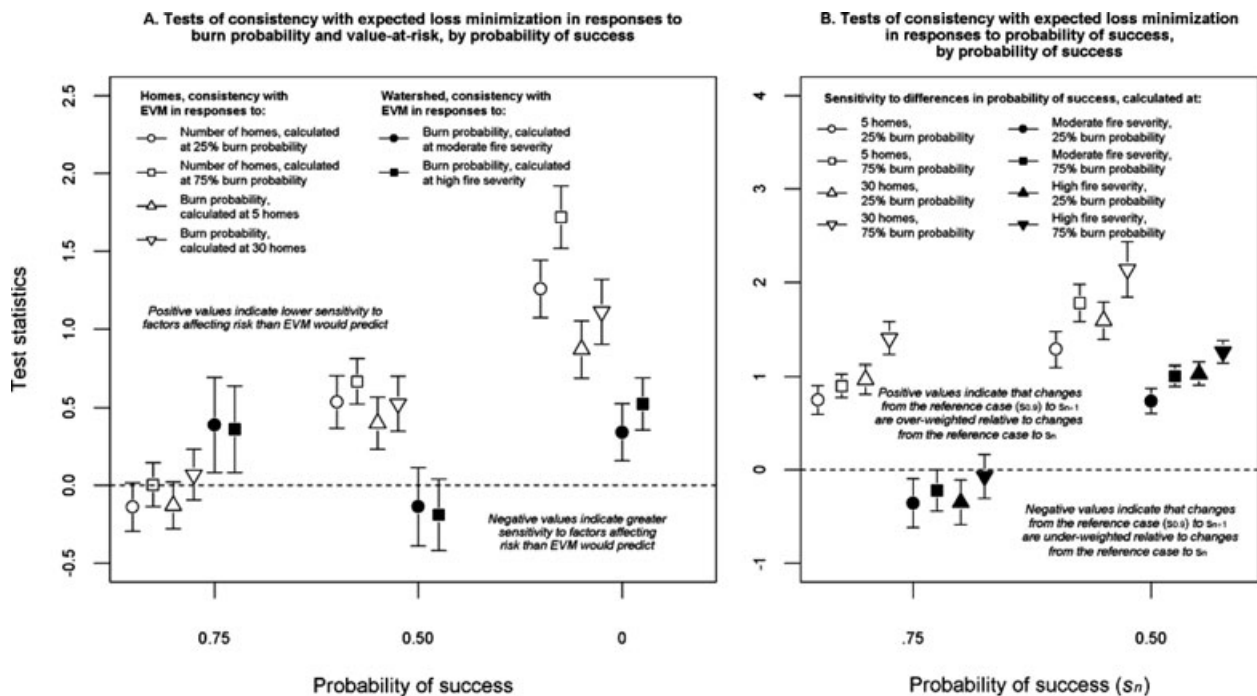 A. Tests of consistency with expected loss minimization in responses to
burn probability and value-at-risk, by probability of success
Homes, consistency with
EVM in responses to:
Number of homes, calculated
at 25% burn probability
Number of homes, calculated
at 75% burn probability
Burn probability,
calculated at 5 homes
Burn probability,
calculated at 30 homes
Watershed, consistency with
EVM in responses to:
Burn probability, calculated
at moderate fire severity
Burn probability, calculated
at high fire severity
Positive values indicate lower sensitivity to
factors affecting risk than EVM would predict
Negative values indicate greater
sensitivity to factors affecting
risk than EVM would predict
Test statistics
2.5
2.0
1.5
1.0
0.5
0.0
-0.5
0.75
0.50
0
Probability of success
B. Tests of consistency with expected loss minimization
in responses to probability of success,
by probability of success
Sensitivity to differences in probability of success, calculated at:
5 homes,
25% burn probability
5 homes,
75% burn probability
30 homes,
25% burn probability
30 homes,
75% burn probability
Moderate fire severity,
25% burn probability
Moderate fire severity,
75% burn probability
High fire severity,
25% burn probability
High fire severity,
75% burn probability
Positive values indicate that changes
from the reference case (s0.9) to sn+1
are over-weighted relative to changes
from the reference case to sn
Negative values indicate that changes
from the reference case (s0.9) to sn+1
are under-weighted relative to changes
from the reference case to sn
4
3
2
1
0
-1
.75
0.50
Probability of success (sn)